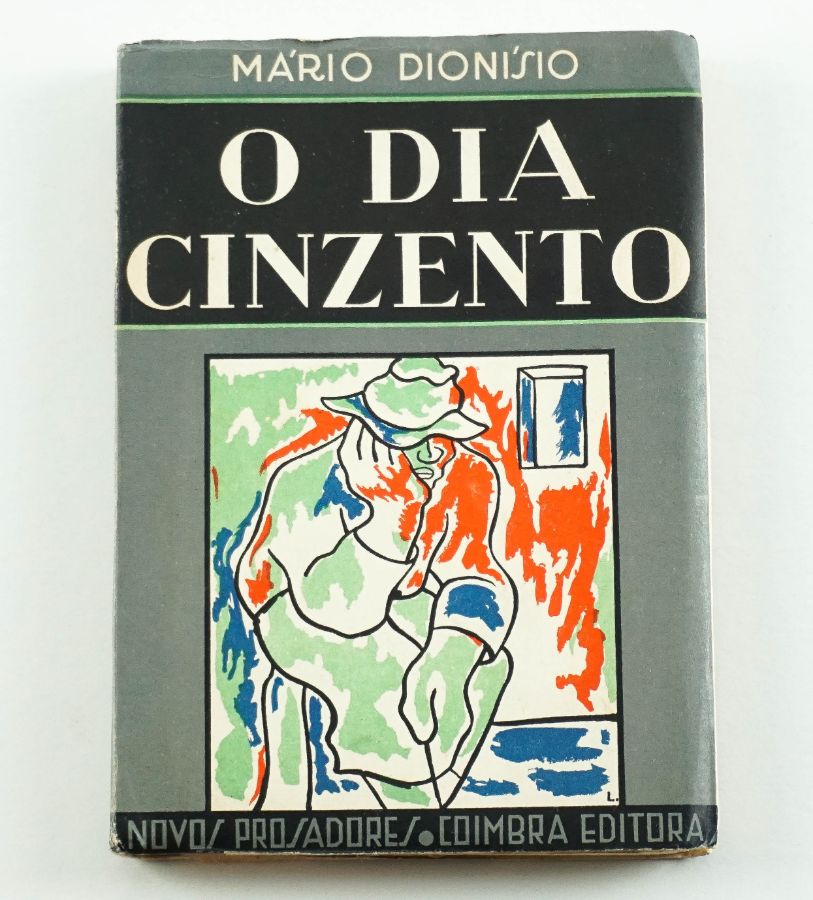 MÁRIO DIONÍSIO
O DIA
CINZENTO
L.
NOVOS PROSADORES • COIMBRA EDITORA